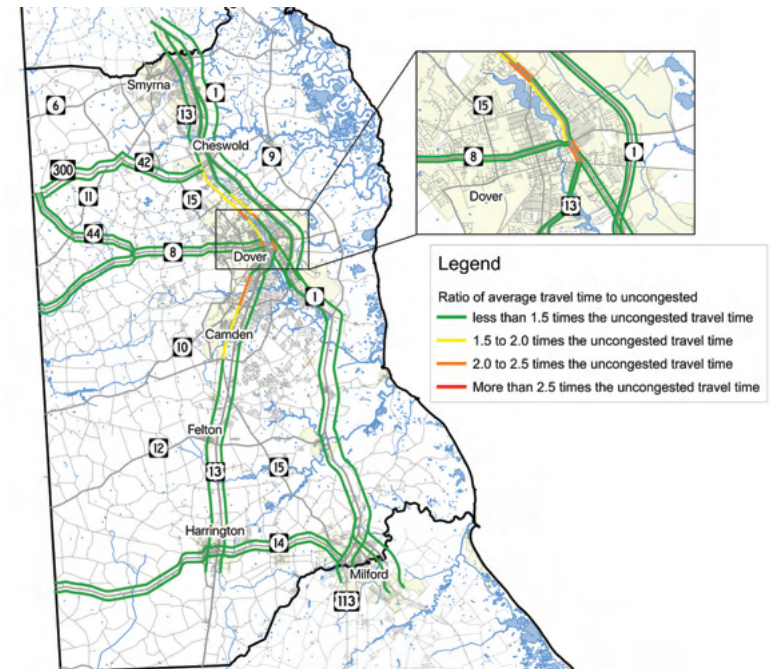 Smyrna
1
6
13
Cheswold
9
42
300
15
11
44
8
Dover
1
Camden
10
Felton
12
15
13
Harrington
14
Milford
113
15
8
1
Dover
13
Legend
Ratio of average travel time to uncongested
less than 1.5 times the uncongested travel time
1.5 to 2.0 times the uncongested travel time
2.0 to 2.5 times the uncongested travel time
More than 2.5 times the uncongested travel time